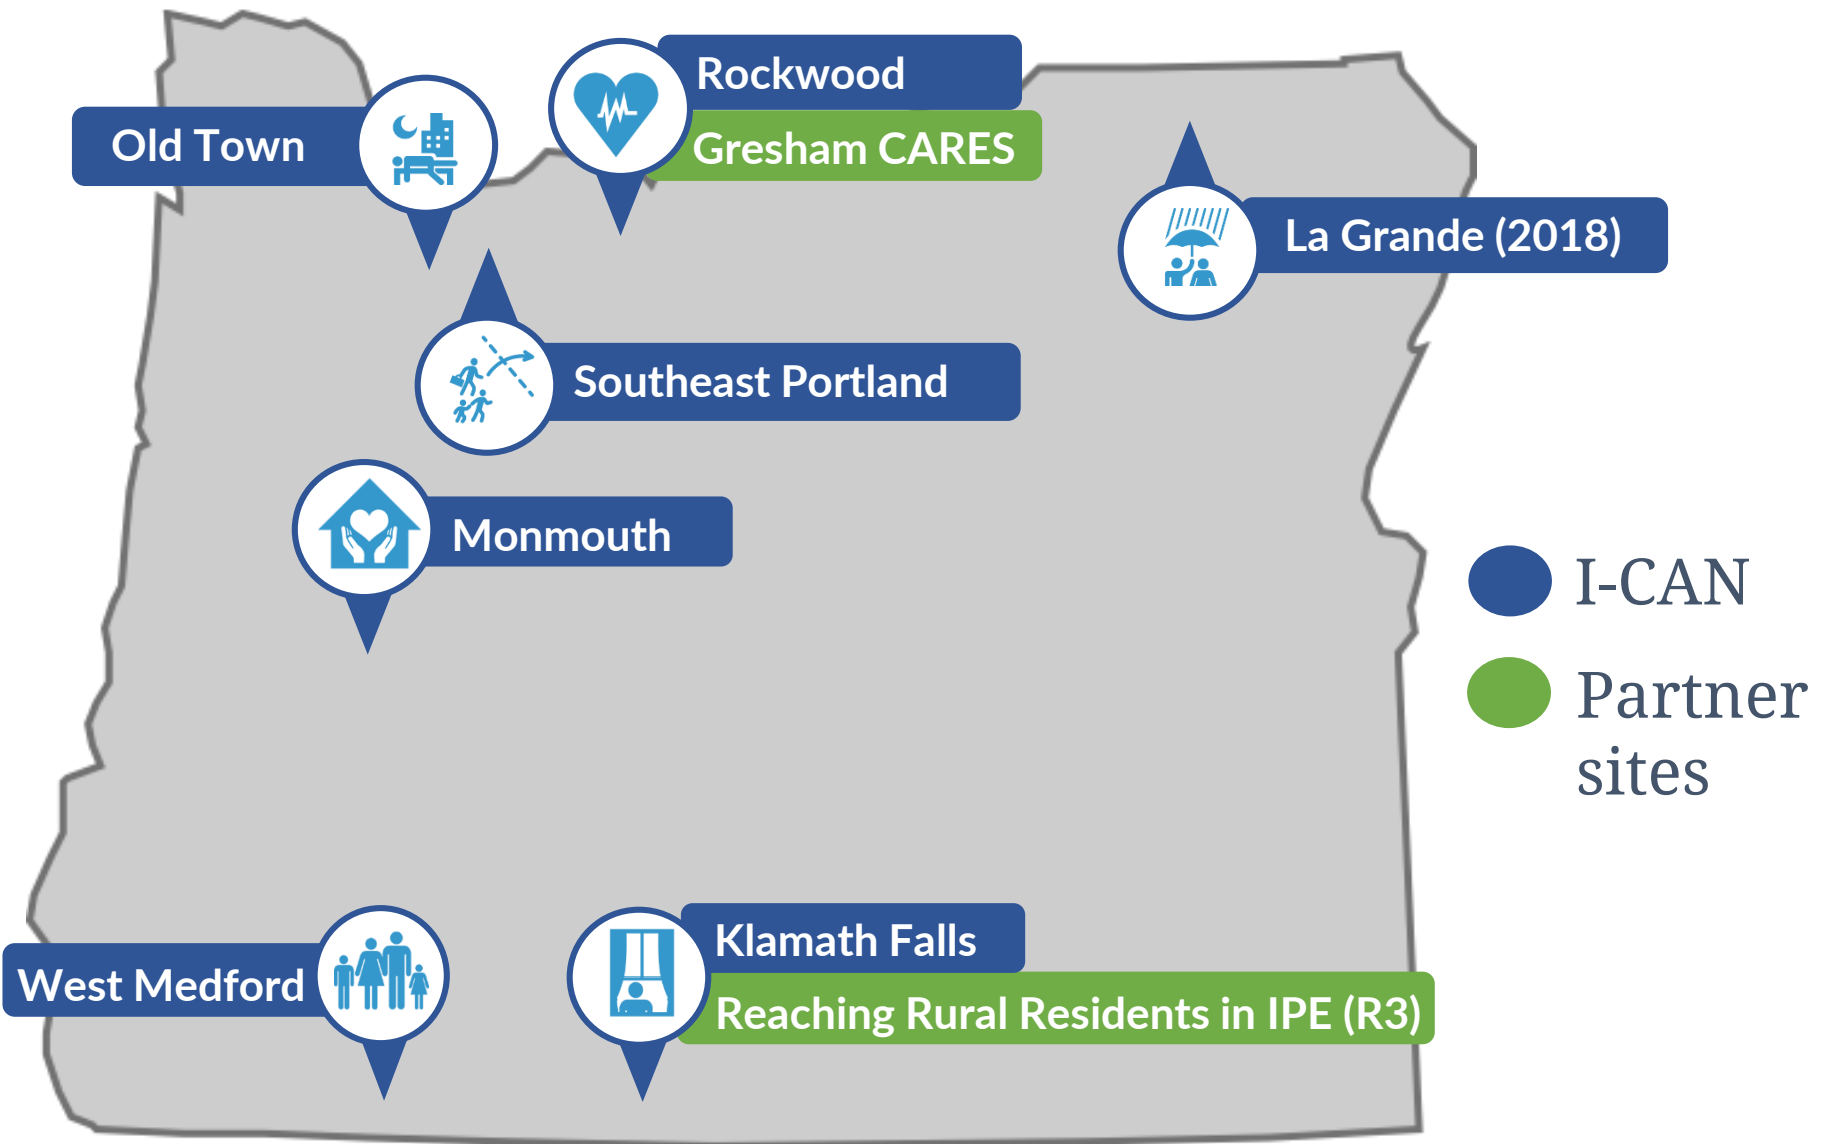 Rockwood
Gresham CARES
Old Town
La Grande (2018)
Southeast Portland
Monmouth
I-CAN
Partner
sites
Klamath Falls
Reaching Rural Residents in IPE (R3)
West Medford